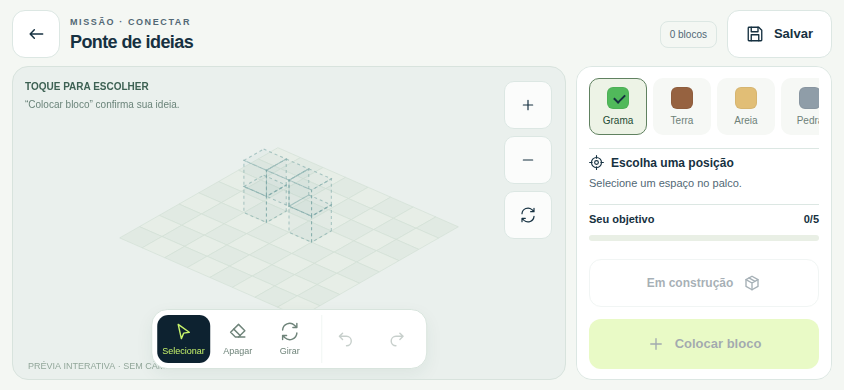 MISSÃO · CONECTAR
Ponte de ideias
0 blocos
Salvar
TOQUE PARA ESCOLHER
“Colocar bloco” confirma sua ideia.
Selecionar
Apagar
Girar
PRÉVIA INTERATIVA · SEM
Grama
Terra
Areia
Escolha uma posição
Selecione um espaço no palco.
Seu objetivo
0/5
Em construção
Colocar bloco